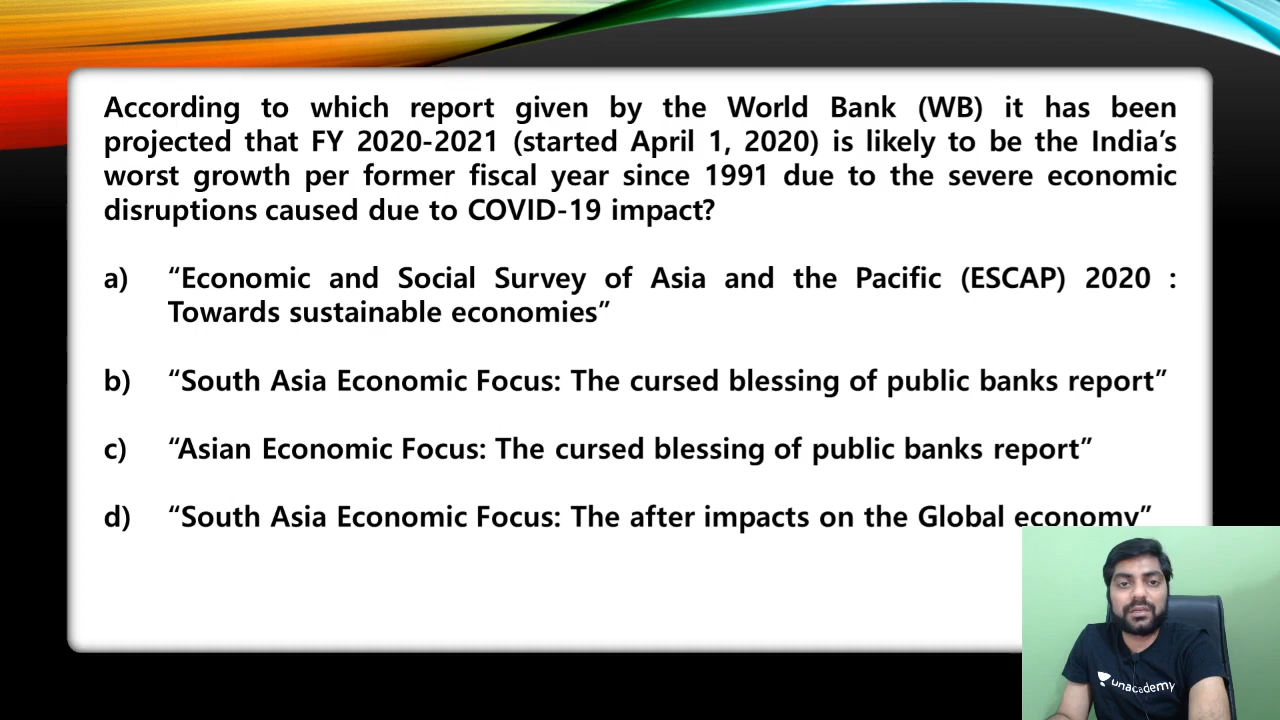 According to which report given by the World Bank (WB) it has been
projected that FY 2020-2021 (started April 1, 2020) is likely to be the India’s
worst growth per former fiscal year since 1991 due to the severe economic
disruptions caused due to COVID-19 impact?
a) “Economic and Social Survey of Asia and the Pacific (ESCAP) 2020 :
Towards sustainable economies”
b) “South Asia Economic Focus: The cursed blessing of public banks report”
c) “Asian Economic Focus: The cursed blessing of public banks report”
d) “South Asia Economic Focus: The after impacts on the Global economy”
unacademy